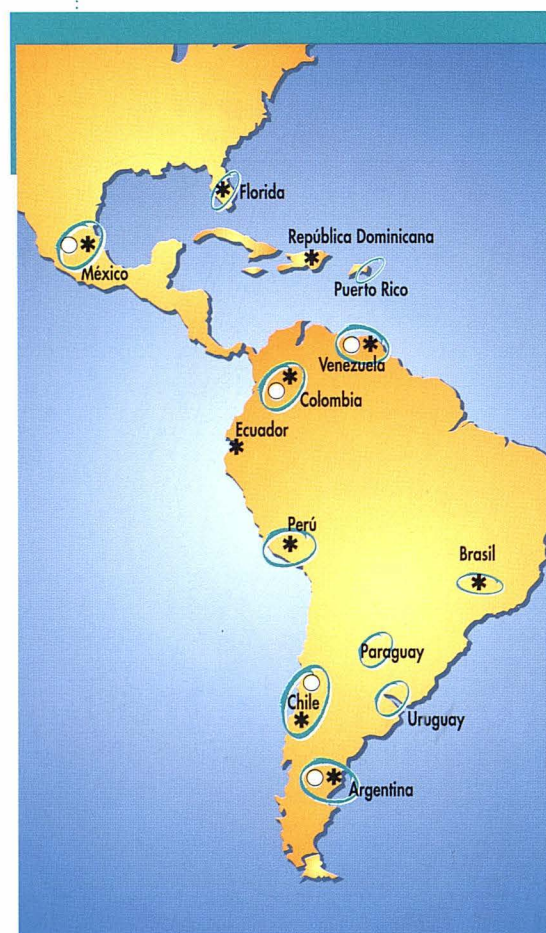 Florida
República Dominicana
México
Puerto Rico
Venezuela
Colombia
Ecuador
Perú
Brasil
Paraguay
Chile
Uruguay
Argentina